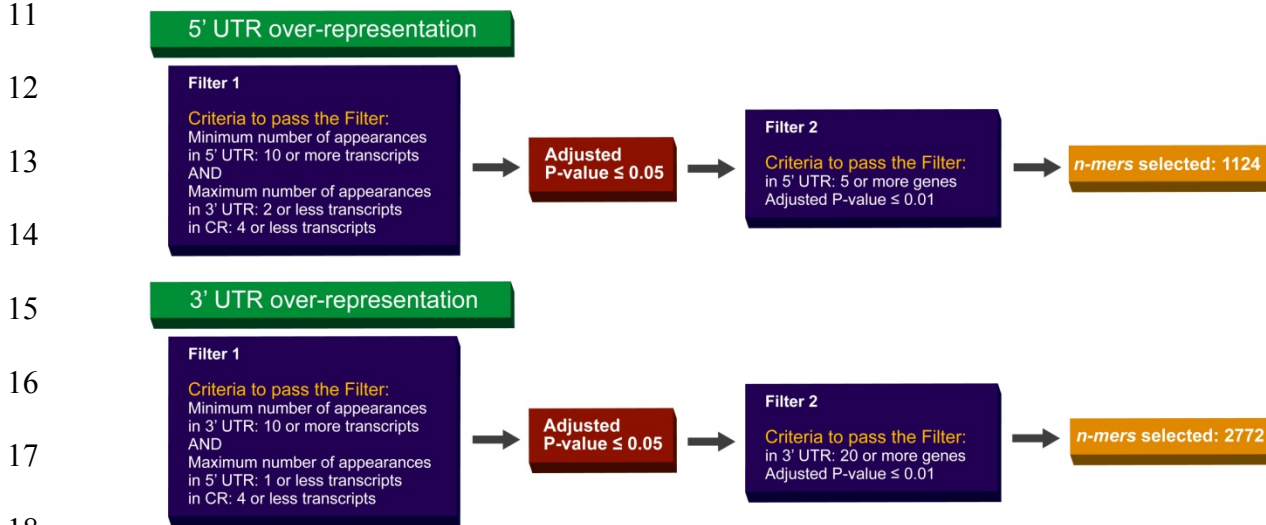 11
5’ UTR over-representation
12
Filter 1
Criteria to pass the Filter:
Minimum number of appearances
in 5’ UTR: 10 or more transcripts
AND
Maximum number of appearances
in 3’ UTR: 2 or less transcripts
in CR: 4 or less transcripts
13
Adjusted
P-value ≤ 0.05
Filter 2
Criteria to pass the Filter:
in 5’ UTR: 5 or more genes
Adjusted P-value ≤ 0.01
n-mers selected: 1124
14
15
3’ UTR over-representation
Filter 1
Criteria to pass the Filter:
Minimum number of appearances
in 3’ UTR: 10 or more transcripts
AND
Maximum number of appearances
in 5’ UTR: 1 or less transcripts
in CR: 4 or less transcripts
16
Adjusted
P-value ≤ 0.05
Filter 2
Criteria to pass the Filter:
in 3’ UTR: 20 or more genes
Adjusted P-value ≤ 0.01
n-mers selected: 2772
17
18